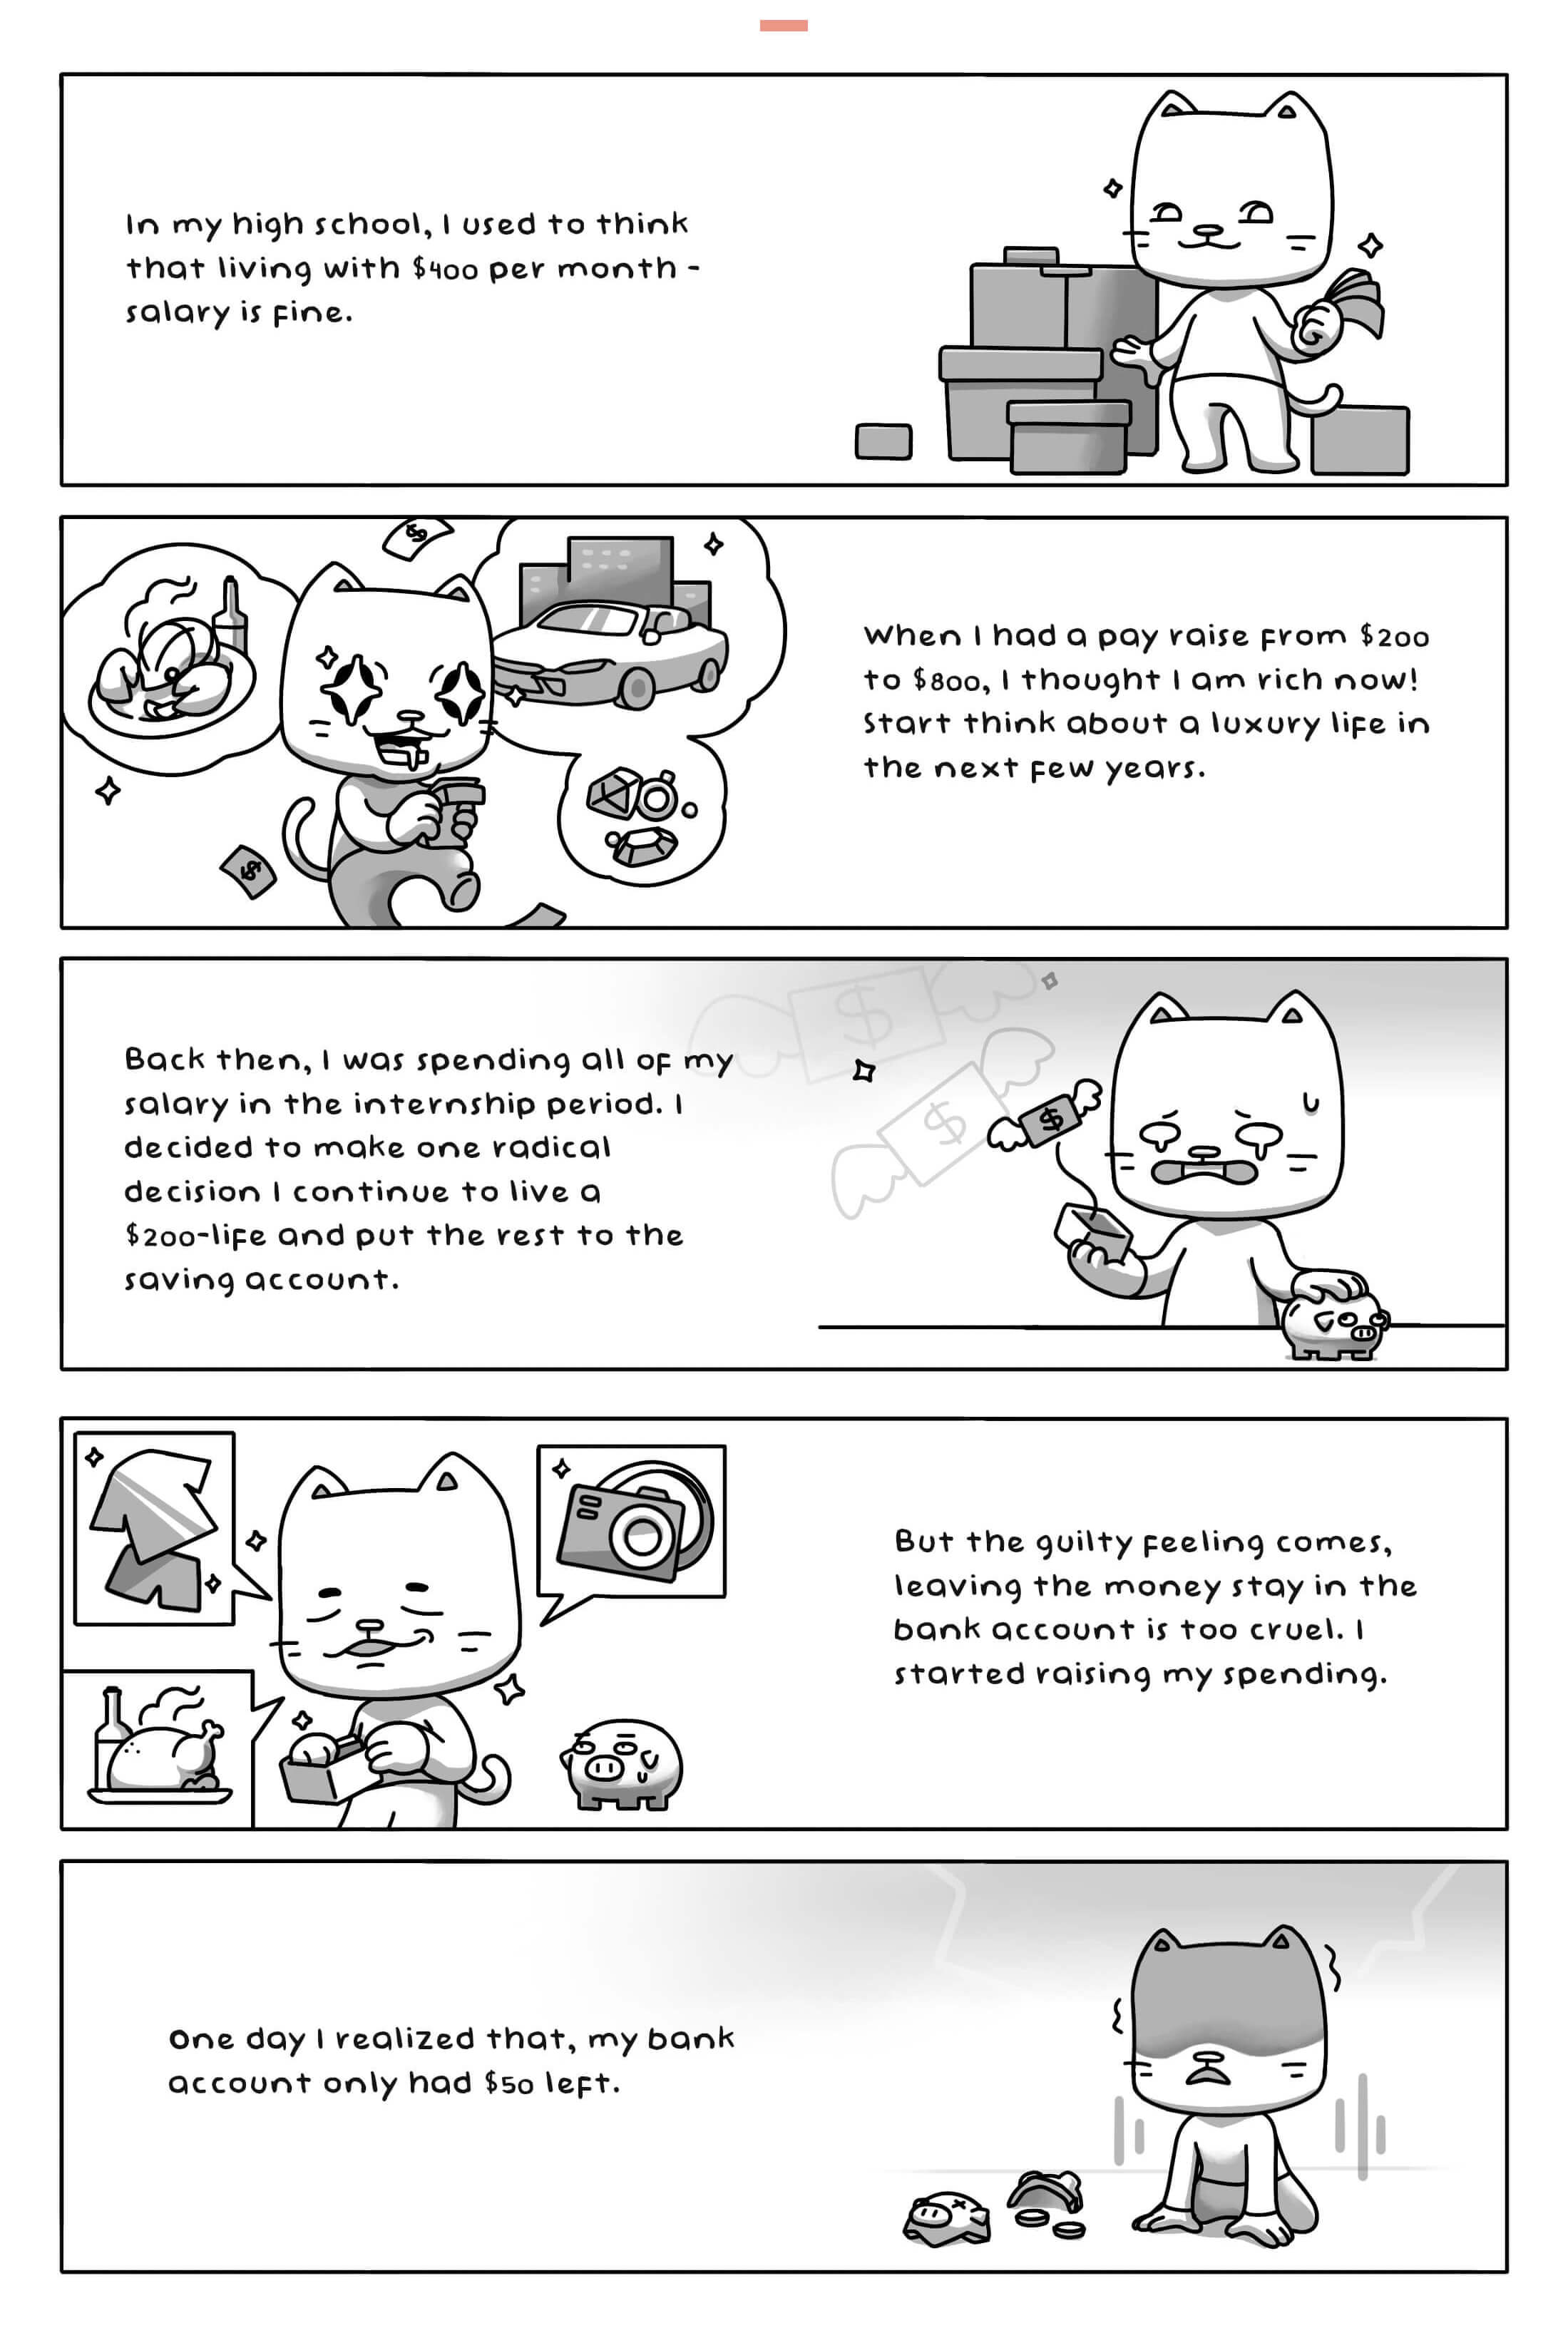 In my high school, I used to think
that living with $400 per month -
salary is fine.
$
$
When I had a pay raise from $200
to $800, I thought I am rich now!
Start think about a luxury life in
the next few years.
$
$
$
Back then, I was spending all of my
salary in the internship period. I
decided to make one radical
decision I continue to live a
$200-life and put the rest to the
saving account.
But the guilty feeling comes,
leaving the money stay in the
bank account is too cruel. I
started raising my spending.
One day I realized that, my bank
account only had $50 left.